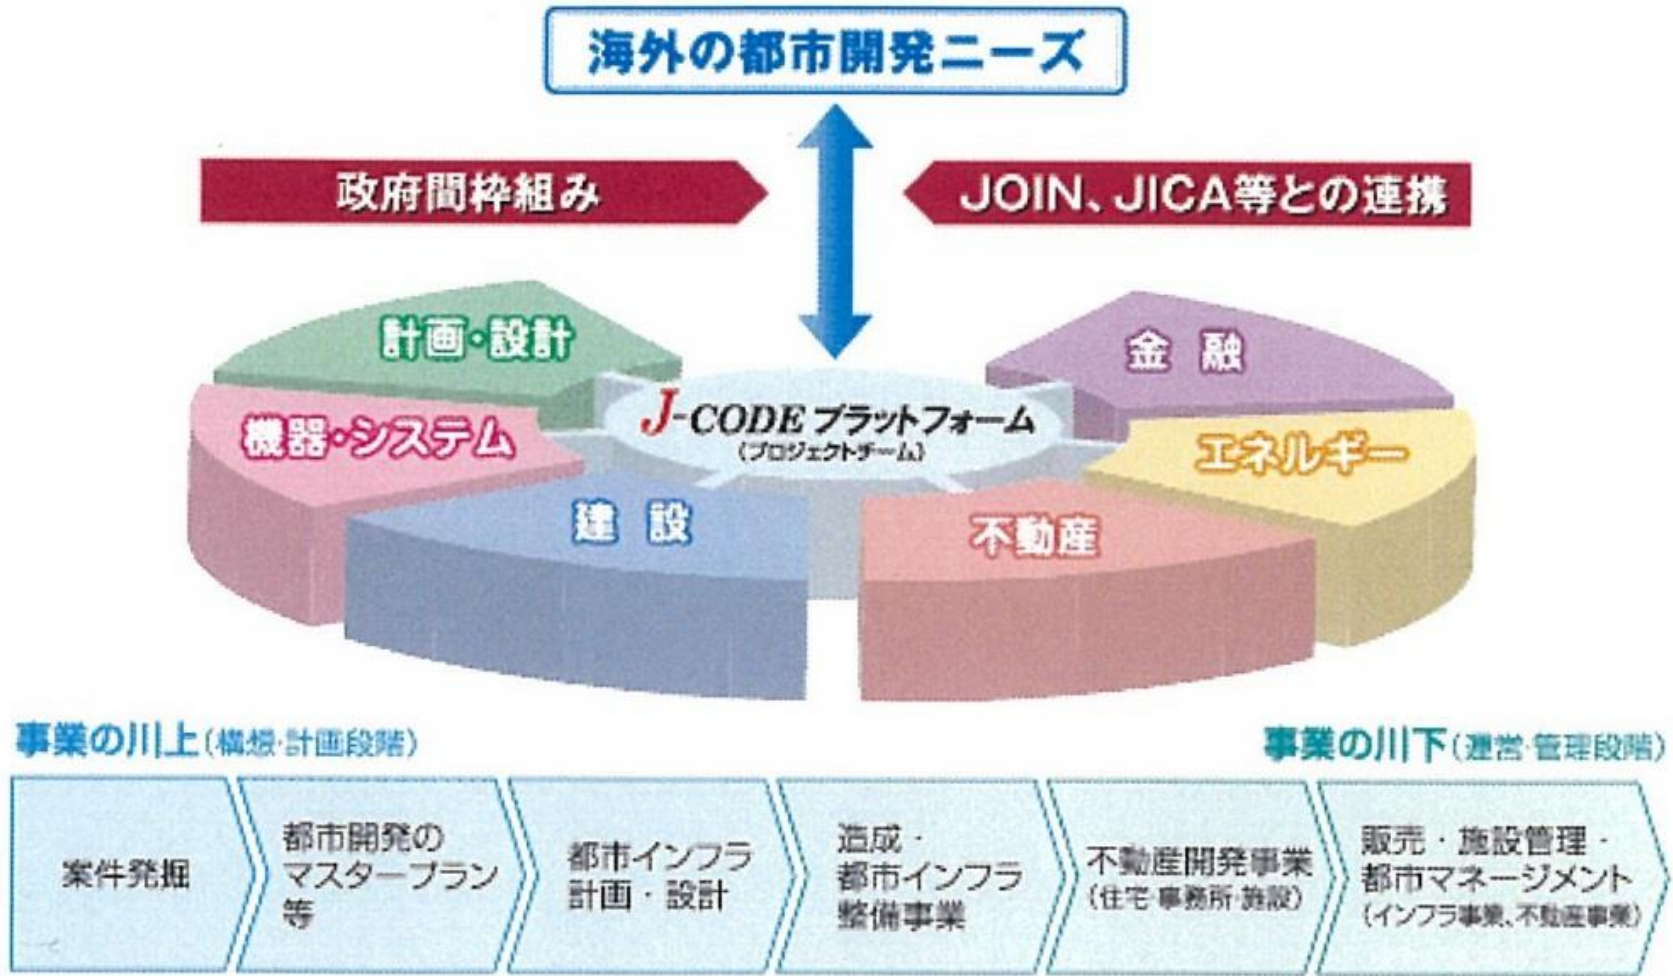 海外の都市開発ニーズ
政府間枠組み
JOIN、JICA等との連携
計画・設計
金 融
機器・システム
J-CODE プラットフォーム
(プロジェクトチーム)
エネルギー
建 設
不動産
事業の川上(構想・計画段階)
事業の川下(運営・管理段階)
案件発掘
都市開発の
マスタープラン
等
都市インフラ
計画・設計
造成・
都市インフラ
整備事業
不動産開発事業
(住宅・事務所・施設)
販売・施設管理・
都市マネージメント
(インフラ事業、不動産事業)